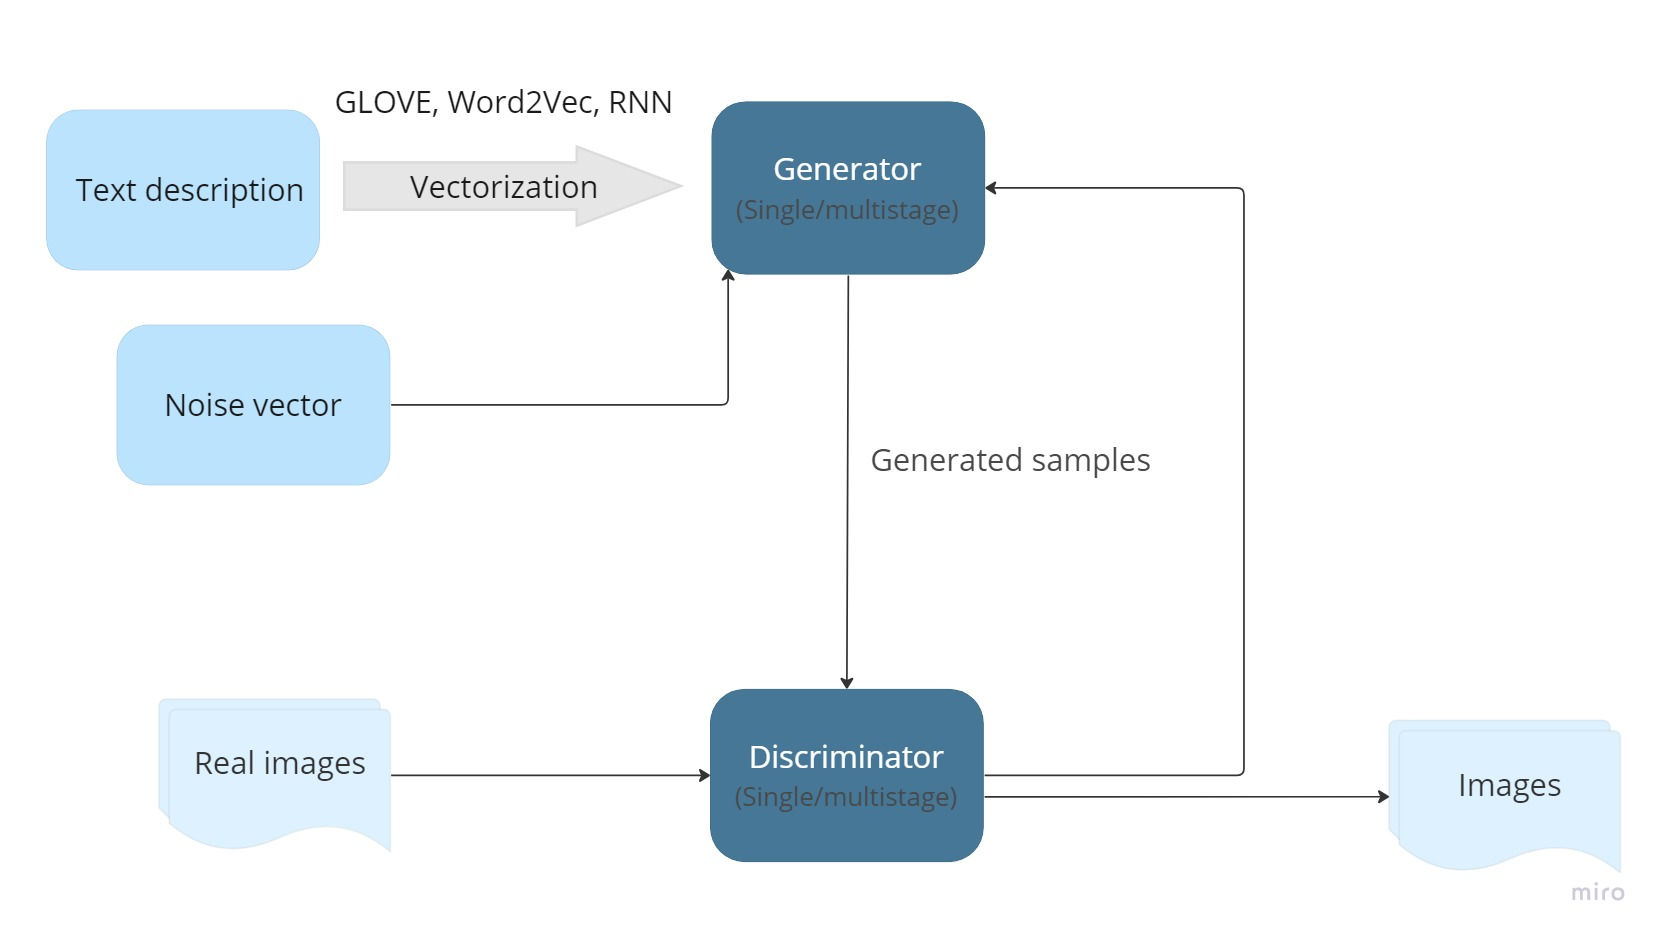 GLOVE, Word2Vec, RNN
Text description
Vectorization
Generator
(Single/multistage)
Noise vector
Generated samples
Real images
Discriminator
(Single/multistage)
Images
miro